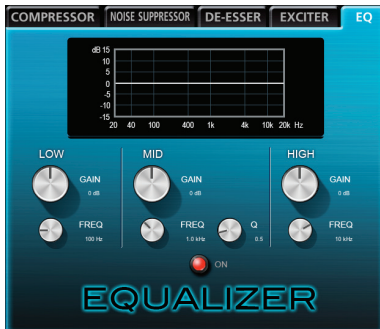 COMPRESSOR NOISE SUPPRESSOR DE-ESSER EXCITER EQ
dB 15
10
5
0
-5
-10
-15
20 40 100 400 1k 4k 10k 20k Hz
LOW MID HIGH
GAIN GAIN GAIN
0 dB 0 dB 0 dB
FREQ FREQ Q FREQ
100 Hz 1.0 kHz 0.5 10 kHz
ON
EQUALIZER